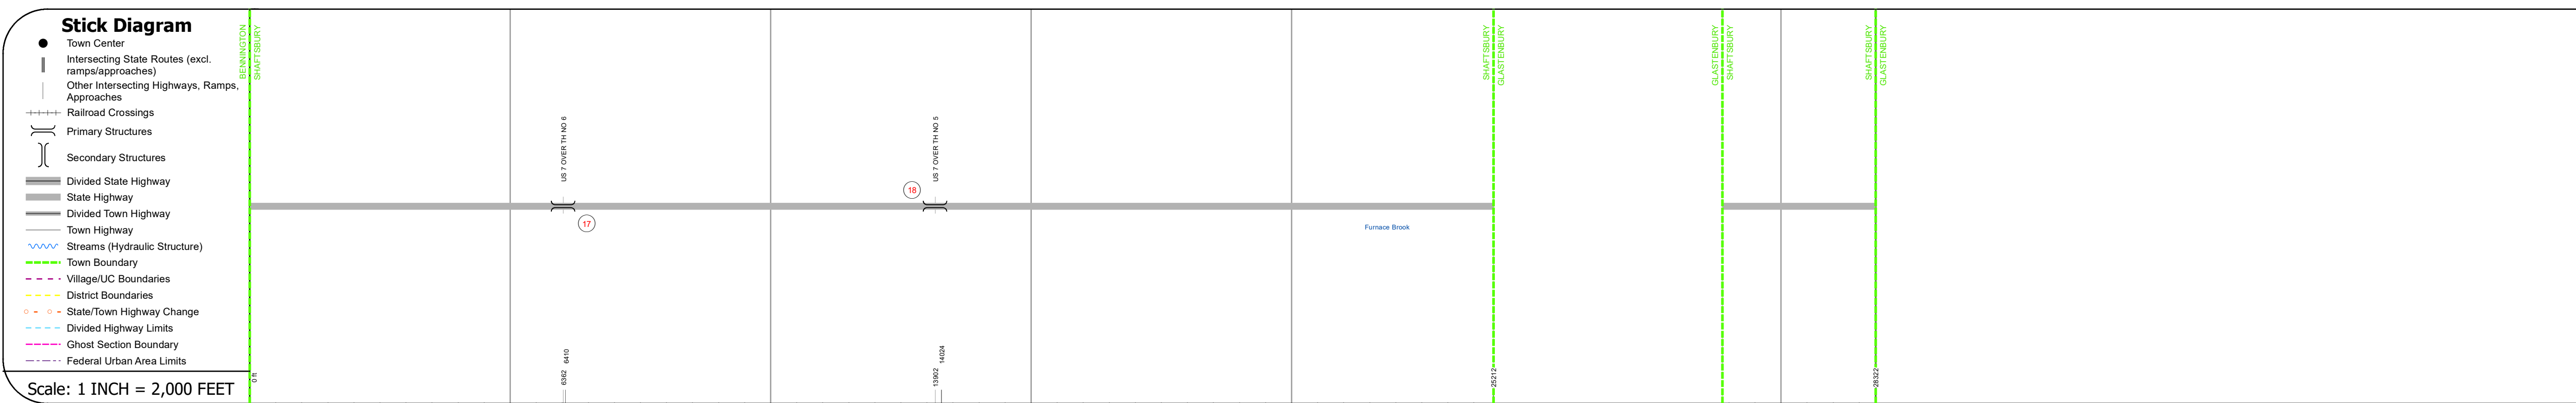 Stick Diagram
Town Center
Intersecting State Routes (excl.
ramps/approaches)
Other Intersecting Highways, Ramps,
Approaches
Railroad Crossings
Primary Structures
Secondary Structures
Divided State Highway
State Highway
Divided Town Highway
Town Highway
Streams (Hydraulic Structure)
Town Boundary
Village/UC Boundaries
District Boundaries
State/Town Highway Change
Divided Highway Limits
Ghost Section Boundary
Federal Urban Area Limits
Scale: 1 INCH = 2,000 FEET
BENNINGTON
SHAFTSBURY
0 ft
US 7 OVER TH NO 6
17
6362
6410
US 7 OVER TH NO 5
18
13902
14024
Furnace Brook
SHAFTSBURY
GLASTENBURY
25212
GLASTENBURY
SHAFTSBURY
SHAFTSBURY
GLASTENBURY
28322